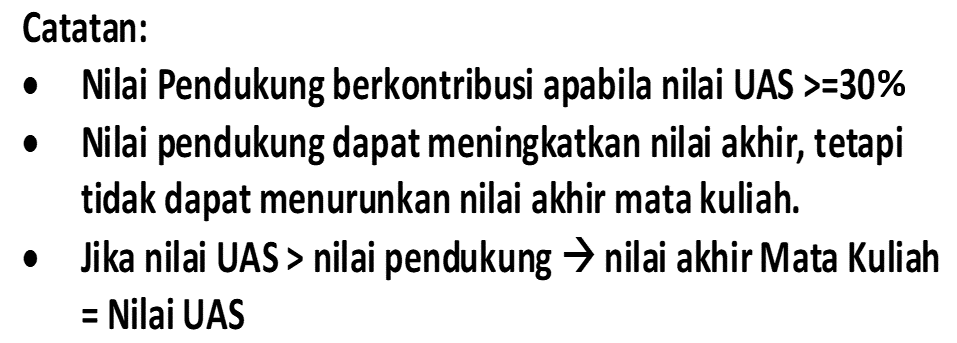 Catatan:
• Nilai Pendukung berkontribusi apabila nilai UAS >=30%
• Nilai pendukung dapat meningkatkan nilai akhir, tetapi
tidak dapat menurunkan nilai akhir mata kuliah.
• Jika nilai UAS > nilai pendukung → nilai akhir Mata Kuliah
= Nilai UAS